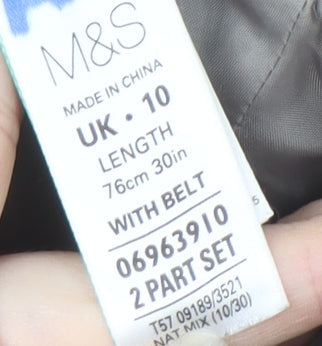 M&S
MADE IN CHINA
UK • 10
LENGTH
76cm 30in
WITH BELT
06963910
2 PART SET
T57 09189/3521
NAT MIX (10/30)
5